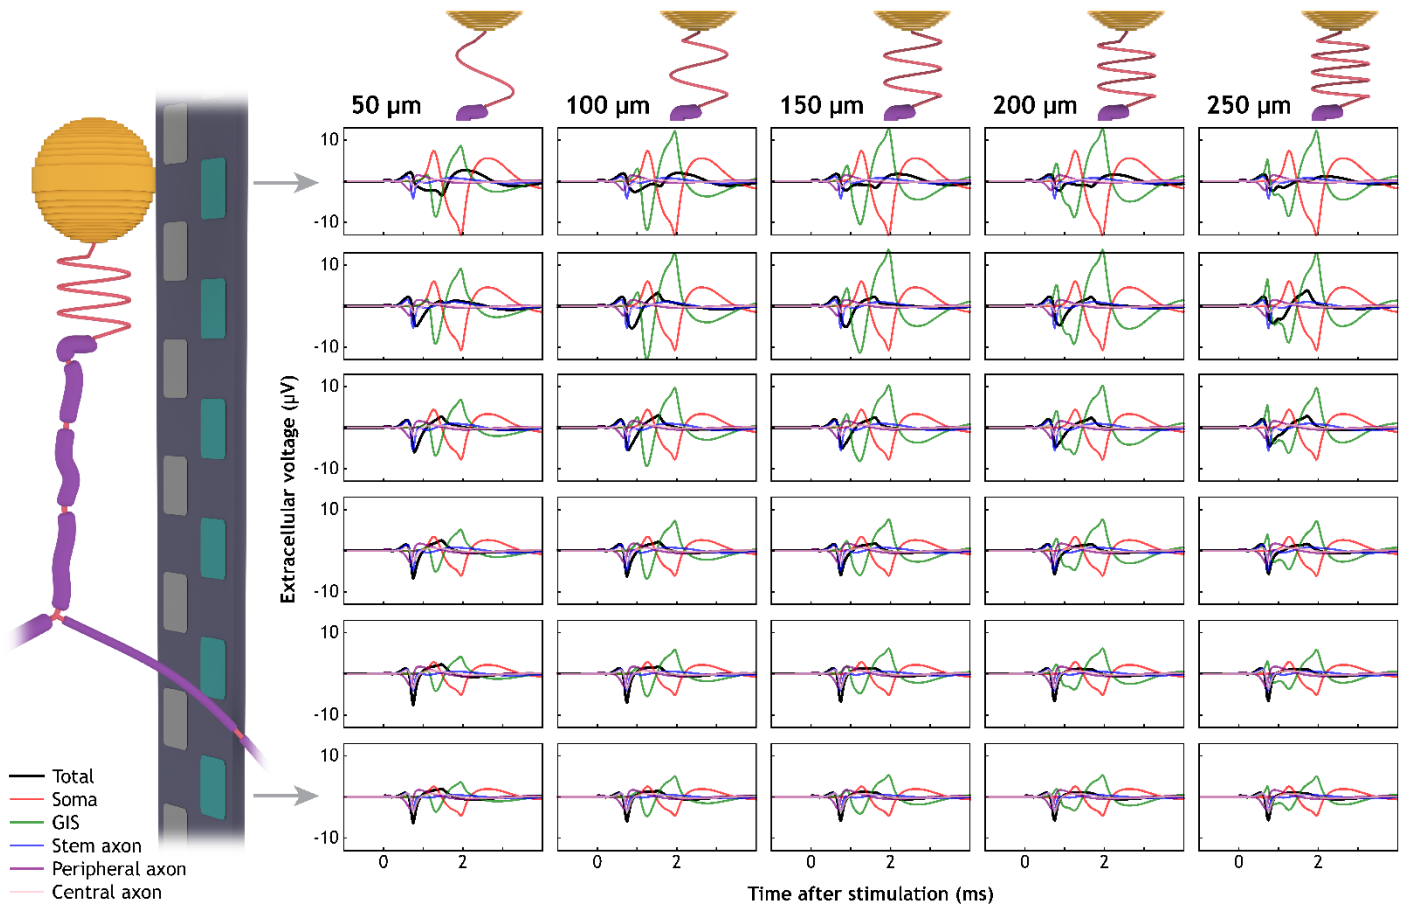 50 µm 100 µm 150 µm 200 µm 250 µm
10
-10
10
-10
10
-10
10
-10
10
-10
10
-10
Extracellular voltage (µV)
0 2 0 2 0 2 0 2 0 2
Time after stimulation (ms)
Total
Soma
GIS
Stem axon
Peripheral axon
Central axon